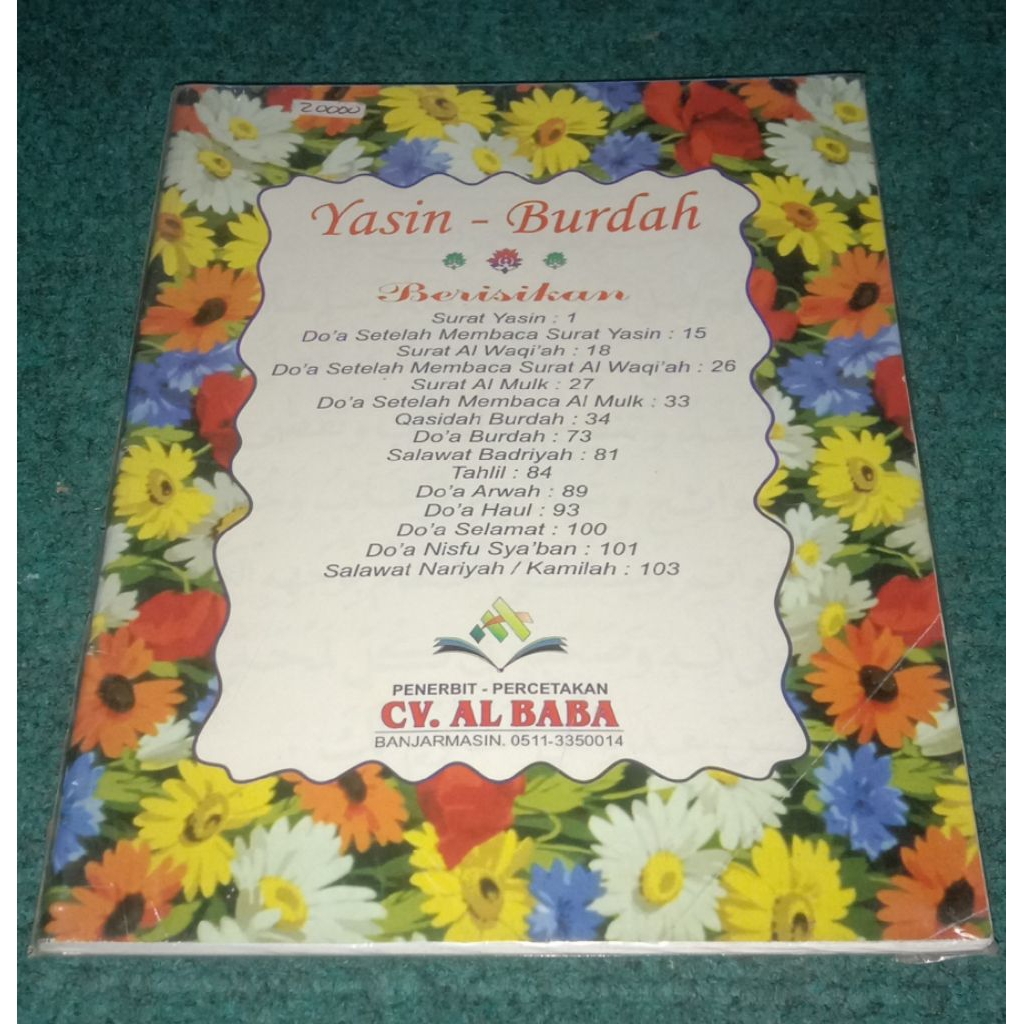 20000
Yasin - Burdah
Berisikan
Surat Yasin : 1
Do'a Setelah Membaca Surat Yasin : 15
Surat Al Waqi'ah : 18
Do'a Setelah Membaca Surat Al Waqi'ah : 26
Surat Al Mulk : 27
Do'a Setelah Membaca Al Mulk : 33
Qasidah Burdah : 34
Do'a Burdah : 73
Salawat Badriyah : 81
Tahlil : 84
Do'a Arwah : 89
Do'a Haul : 93
Do'a Selamat : 100
Do'a Nisfu Sya'ban : 101
Salawat Nariyah / Kamilah : 103
PENERBIT - PERCETAKAN
CV. AL BABA
BANJARMASIN. 0511-3350014